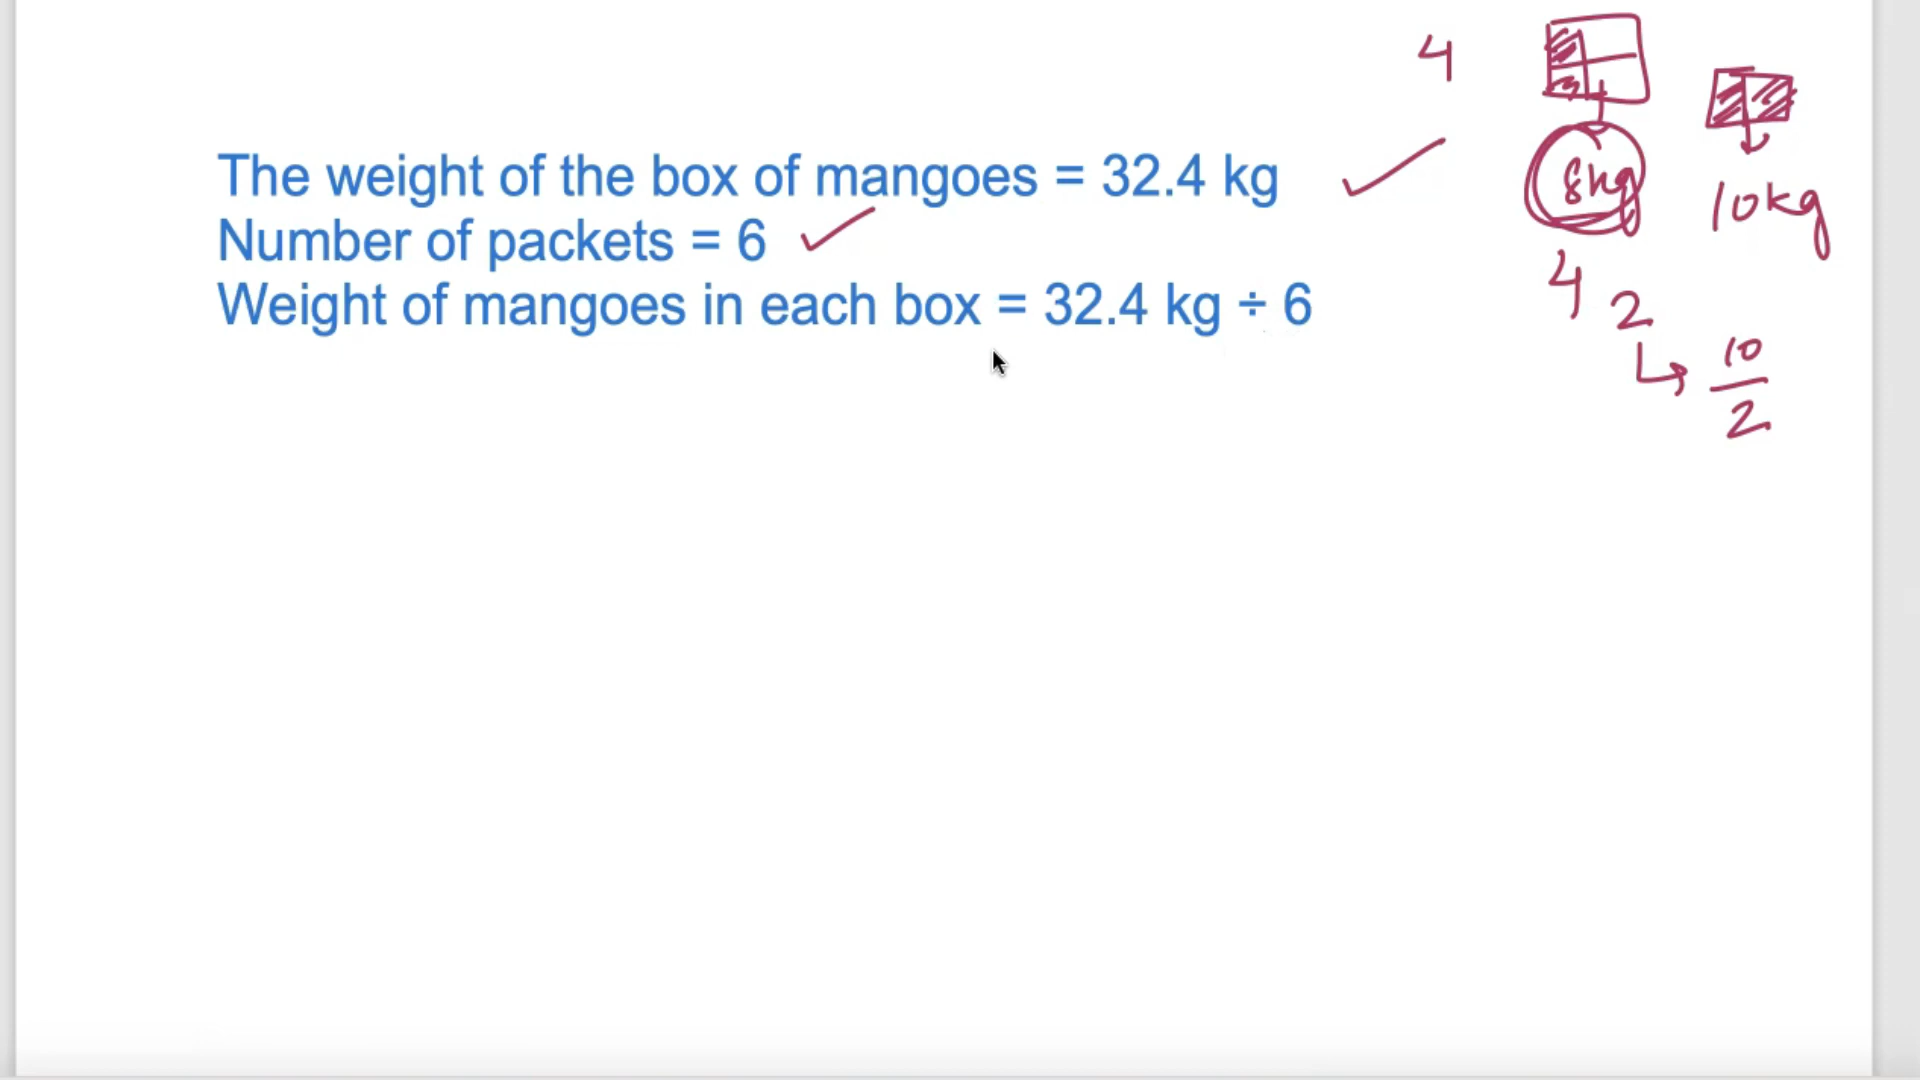 The weight of the box of mangoes = 32.4 kg
Number of packets = 6
Weight of mangoes in each box = 32.4 kg ÷ 6
4
8kg
10kg
4
2
10
2